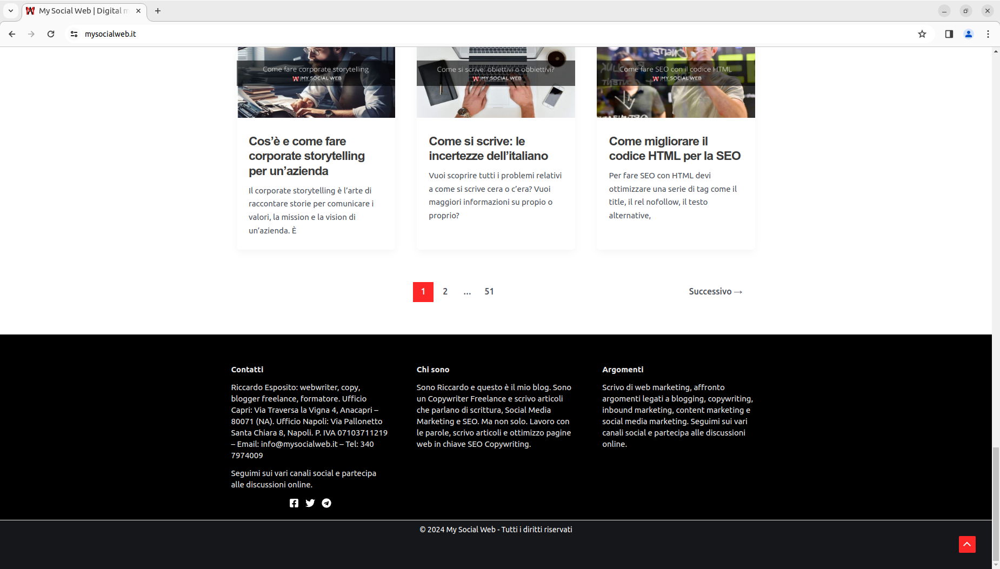 My Social Web | Digital m
mysocialweb.it
Come fare corporate storytelling
MY SOCIAL WEB
Come si scrive: obiettivi o obbiettivi?
MY SOCIAL WEB
Come fare SEO con il codice HTML
MY SOCIAL WEB
Cos’è e come fare
corporate storytelling
per un’azienda
Il corporate storytelling è l’arte di
raccontare storie per comunicare i
valori, la mission e la vision di
un’azienda. È
Come si scrive: le
incertezze dell’italiano
Vuoi scoprire tutti i problemi relativi
a come si scrive cera o c’era? Vuoi
maggiori informazioni su propio o
proprio?
Come migliorare il
codice HTML per la SEO
Per fare SEO con HTML devi
ottimizzare una serie di tag come il
title, il rel nofollow, il testo
alternative,
1 2 … 51 Successivo →
Contatti
Riccardo Esposito: webwriter, copy,
blogger freelance, formatore. Ufficio
Capri: Via Traversa la Vigna 4, Anacapri –
80071 (NA). Ufficio Napoli: Via Pallonetto
Santa Chiara 8, Napoli. P. IVA 07103711219
– Email: info@mysocialweb.it – Tel: 340
7974009
Seguimi sui vari canali social e partecipa
alle discussioni online.
Chi sono
Sono Riccardo e questo è il mio blog. Sono
un Copywriter Freelance e scrivo articoli
che parlano di scrittura, Social Media
Marketing e SEO. Ma non solo. Lavoro con
le parole, scrivo articoli e ottimizzo pagine
web in chiave SEO Copywriting.
Argomenti
Scrivo di web marketing, affronto
argomenti legati a blogging, copywriting,
inbound marketing, content marketing e
social media marketing. Seguimi sui vari
canali social e partecipa alle discussioni
online.
© 2024 My Social Web - Tutti i diritti riservati